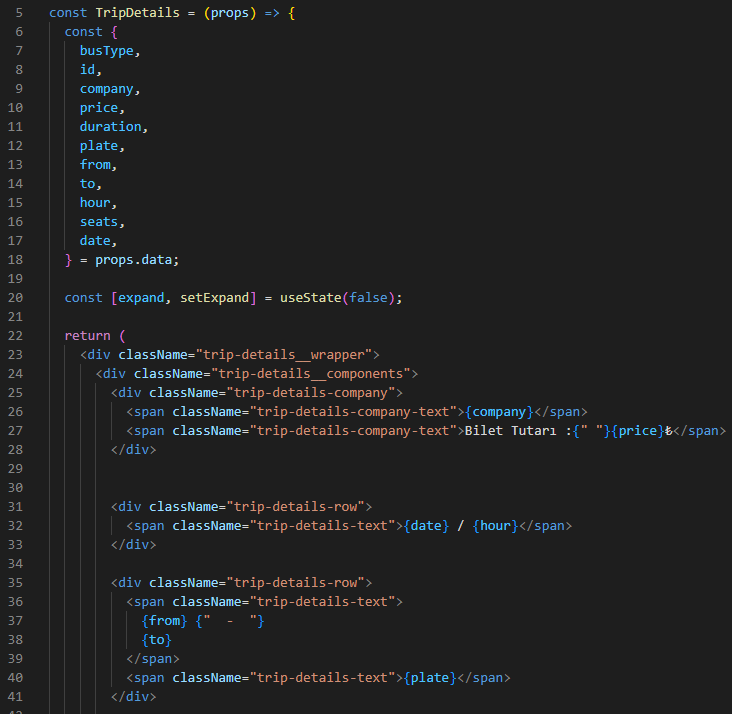 5 const TripDetails = (props) => {
6 const {
7 busType,
8 id,
9 company,
10 price,
11 duration,
12 plate,
13 from,
14 to,
15 hour,
16 seats,
17 date,
18 } = props.data;
19
20 const [expand, setExpand] = useState(false);
21
22 return (
23 <div className="trip-details__wrapper">
24 <div className="trip-details__components">
25 <div className="trip-details-company">
26 <span className="trip-details-company-text">{company}</span>
27 <span className="trip-details-company-text">Bilet Tutarı :{" "}{price}₺</span>
28 </div>
29
30
31 <div className="trip-details-row">
32 <span className="trip-details-text">{date} / {hour}</span>
33 </div>
34
35 <div className="trip-details-row">
36 <span className="trip-details-text">
37 {from} {"  -  "}
38 {to}
39 </span>
40 <span className="trip-details-text">{plate}</span>
41 </div>